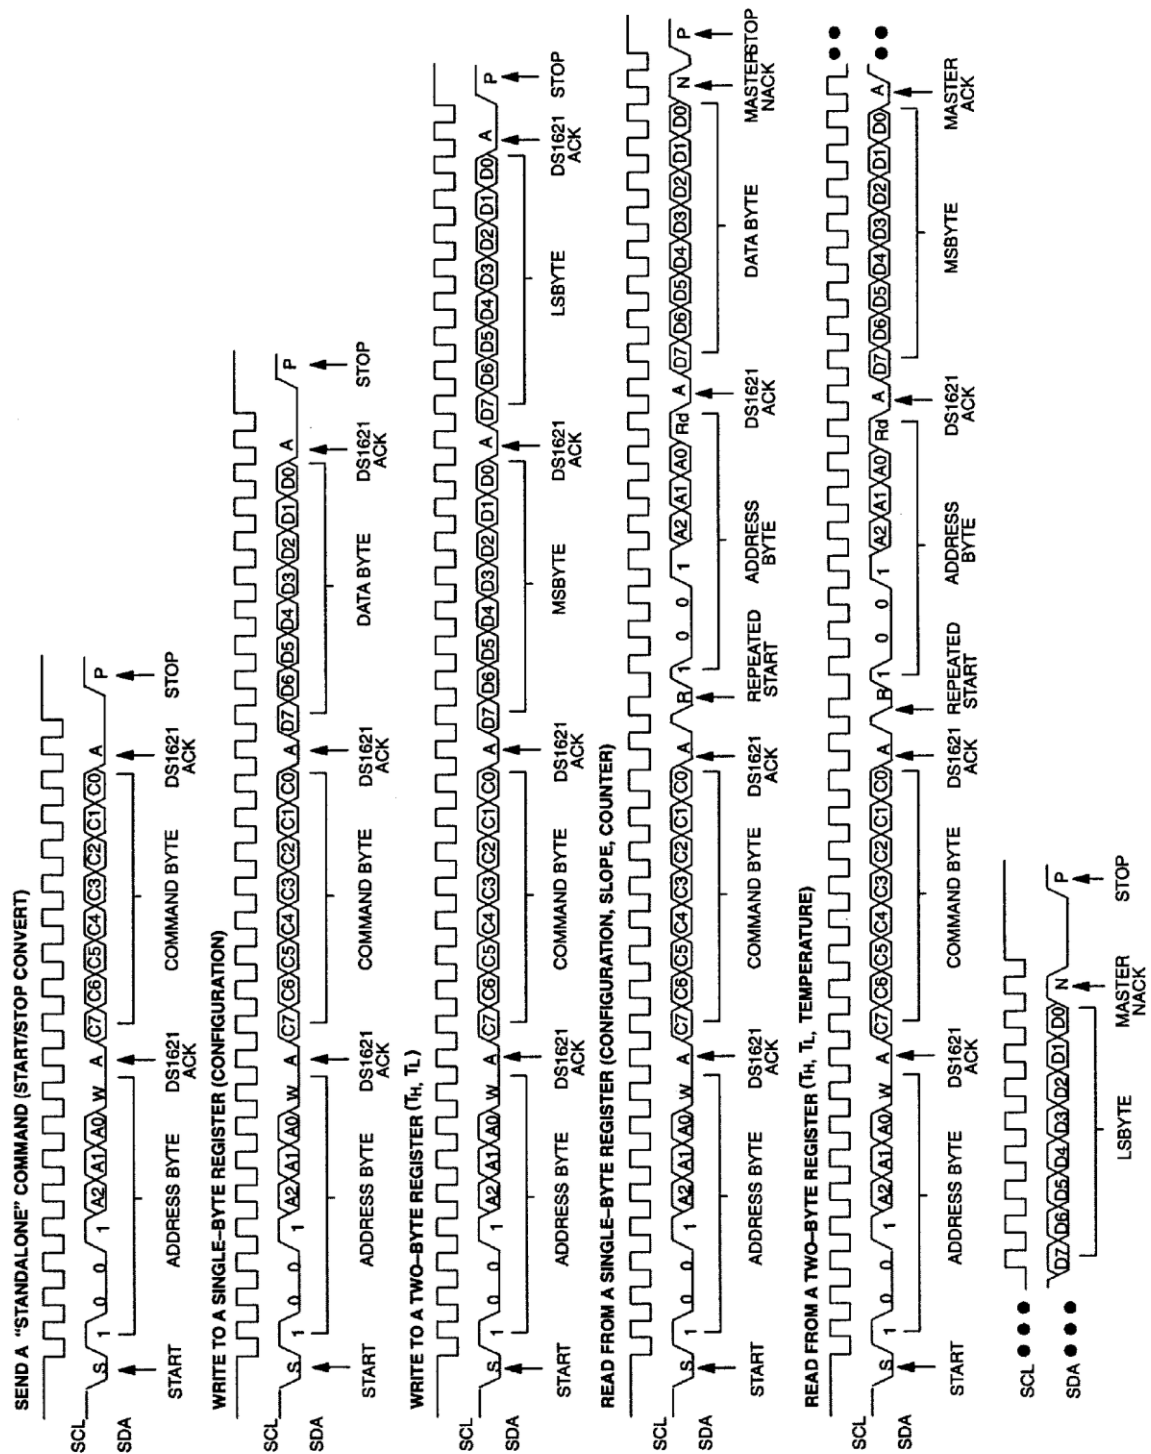 SEND A “STANDALONE” COMMAND (START/STOP CONVERT)
SCL
SDA S 1 0 0 1 A2 A1 A0 W A C7 C6 C5 C4 C3 C2 C1 C0 A P
START ADDRESS BYTE DS1621 ACK COMMAND BYTE DS1621 ACK STOP
WRITE TO A SINGLE–BYTE REGISTER (CONFIGURATION)
SCL
SDA S 1 0 0 1 A2 A1 A0 W A C7 C6 C5 C4 C3 C2 C1 C0 A D7 D6 D5 D4 D3 D2 D1 D0 A P
START ADDRESS BYTE DS1621 ACK COMMAND BYTE DS1621 ACK DATA BYTE DS1621 ACK STOP
WRITE TO A TWO–BYTE REGISTER (TH, TL)
SCL
SDA S 1 0 0 1 A2 A1 A0 W A C7 C6 C5 C4 C3 C2 C1 C0 A D7 D6 D5 D4 D3 D2 D1 D0 A D7 D6 D5 D4 D3 D2 D1 D0 A P
START ADDRESS BYTE DS1621 ACK COMMAND BYTE DS1621 ACK MSBYTE DS1621 ACK LSBYTE DS1621 ACK STOP
READ FROM A SINGLE–BYTE REGISTER (CONFIGURATION, SLOPE, COUNTER)
SCL
SDA S 1 0 0 1 A2 A1 A0 W A C7 C6 C5 C4 C3 C2 C1 C0 A R 1 0 0 1 A2 A1 A0 Rd A D7 D6 D5 D4 D3 D2 D1 D0 N P
START ADDRESS BYTE DS1621 ACK COMMAND BYTE DS1621 ACK REPEATED START ADDRESS BYTE DS1621 ACK DATA BYTE MASTER NACK STOP
READ FROM A TWO–BYTE REGISTER (TH, TL, TEMPERATURE)
SCL
SDA S 1 0 0 1 A2 A1 A0 W A C7 C6 C5 C4 C3 C2 C1 C0 A R 1 0 0 1 A2 A1 A0 Rd A D7 D6 D5 D4 D3 D2 D1 D0 A
START ADDRESS BYTE DS1621 ACK COMMAND BYTE DS1621 ACK REPEATED START ADDRESS BYTE DS1621 ACK MSBYTE MASTER ACK
SCL
SDA D7 D6 D5 D4 D3 D2 D1 D0 N P
LSBYTE MASTER NACK STOP